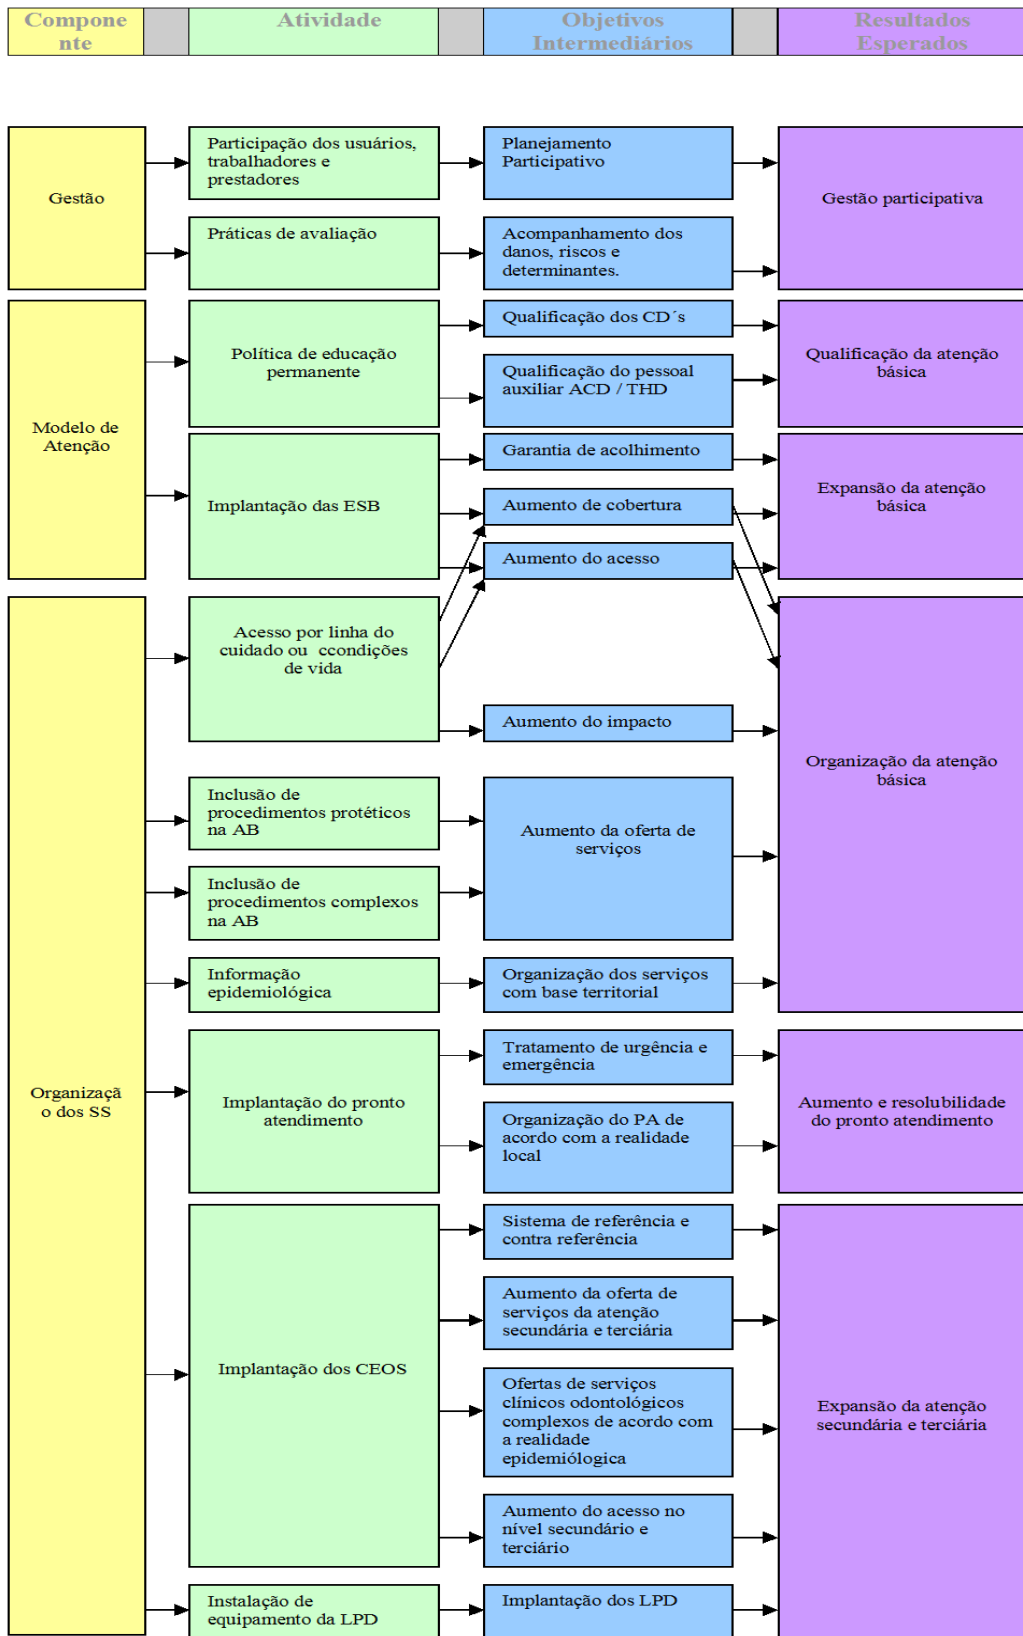 Compone
nte
Atividade
Objetivos
Intermediários
Resultados
Esperados
Gestão
Participação dos usuários,
trabalhadores e
prestadores
Planejamento
Participativo
Gestão participativa
Práticas de avaliação
Acompanhamento dos
danos, riscos e
determinantes.
Modelo de
Atenção
Política de educação
permanente
Qualificação dos CD´s
Qualificação do pessoal
auxiliar ACD / THD
Qualificação da atenção
básica
Implantação das ESB
Garantia de acolhimento
Aumento de cobertura
Aumento do acesso
Expansão da atenção
básica
Organizaçã
o dos SS
Acesso por linha do
cuidado ou  ccondições
de vida
Aumento do impacto
Organização da atenção
básica
Inclusão de
procedimentos protéticos
na AB
Aumento da oferta de
serviços
Inclusão de
procedimentos complexos
na AB
Informação
epidemiológica
Organização dos serviços
com base territorial
Implantação do pronto
atendimento
Tratamento de urgência e
emergência
Organização do PA de
acordo com a realidade
local
Aumento e resolubilidade
do pronto atendimento
Implantação dos CEOS
Sistema de referência e
contra referência
Aumento da oferta de
serviços da atenção
secundária e terciária
Ofertas de serviços
clínicos odontológicos
complexos de acordo com
a realidade
epidemiólogica
Aumento do acesso no
nível secundário e
terciário
Expansão da atenção
secundária e terciária
Instalação de
equipamento da LPD
Implantação dos LPD